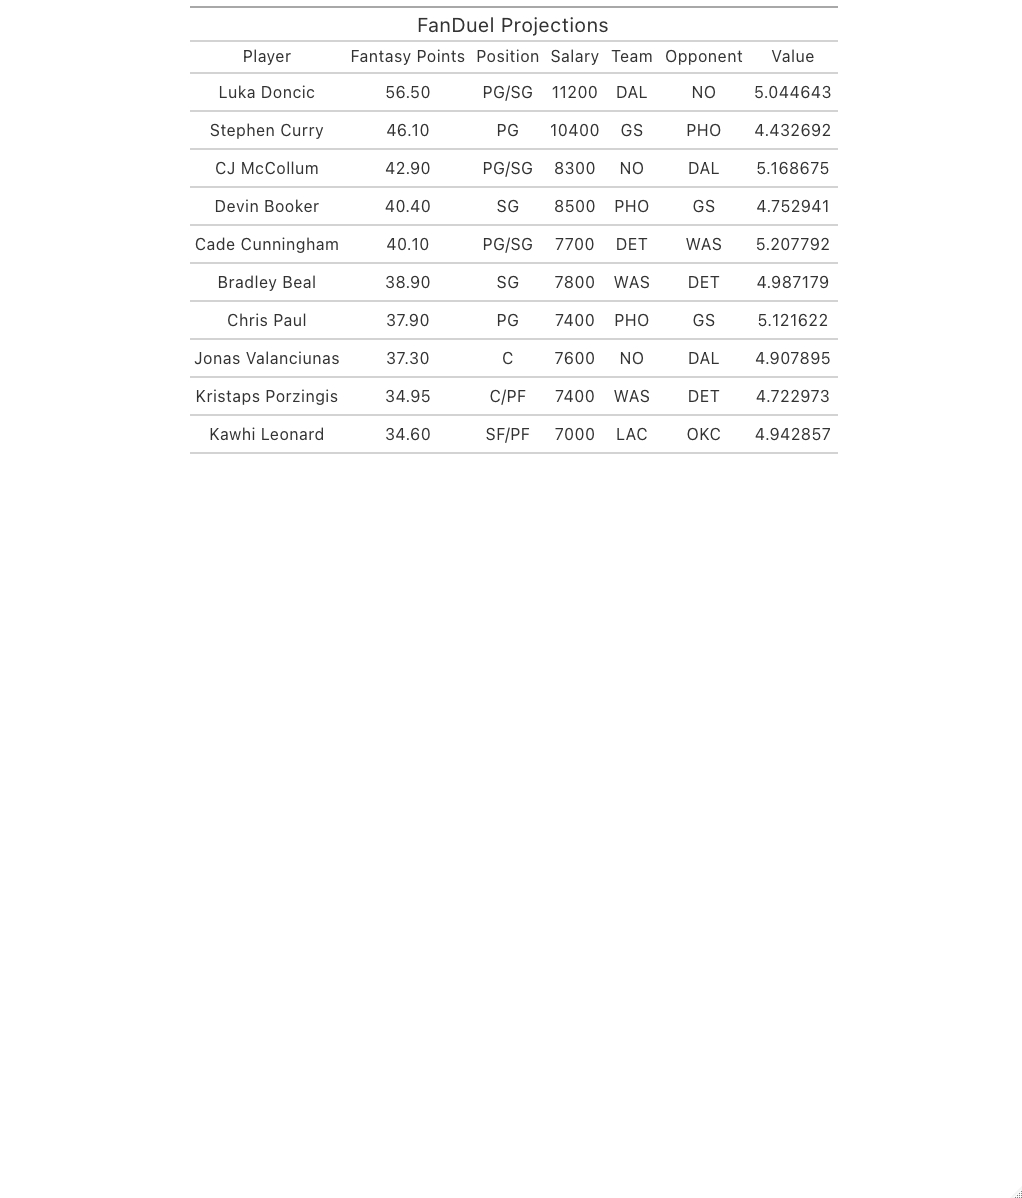 FanDuel Projections
Player Fantasy Points Position Salary Team Opponent Value
Luka Doncic 56.50 PG/SG 11200 DAL NO 5.044643
Stephen Curry 46.10 PG 10400 GS PHO 4.432692
CJ McCollum 42.90 PG/SG 8300 NO DAL 5.168675
Devin Booker 40.40 SG 8500 PHO GS 4.752941
Cade Cunningham 40.10 PG/SG 7700 DET WAS 5.207792
Bradley Beal 38.90 SG 7800 WAS DET 4.987179
Chris Paul 37.90 PG 7400 PHO GS 5.121622
Jonas Valanciunas 37.30 C 7600 NO DAL 4.907895
Kristaps Porzingis 34.95 C/PF 7400 WAS DET 4.722973
Kawhi Leonard 34.60 SF/PF 7000 LAC OKC 4.942857